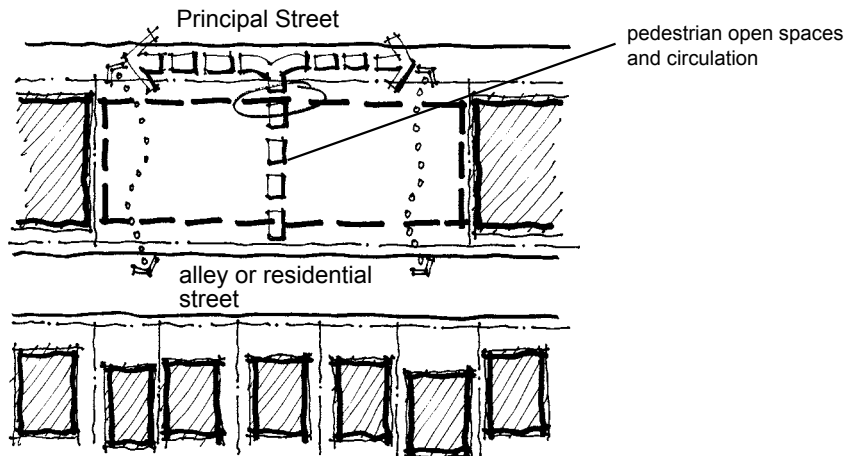 Principal Street
pedestrian open spaces
and circulation
alley or residential
street